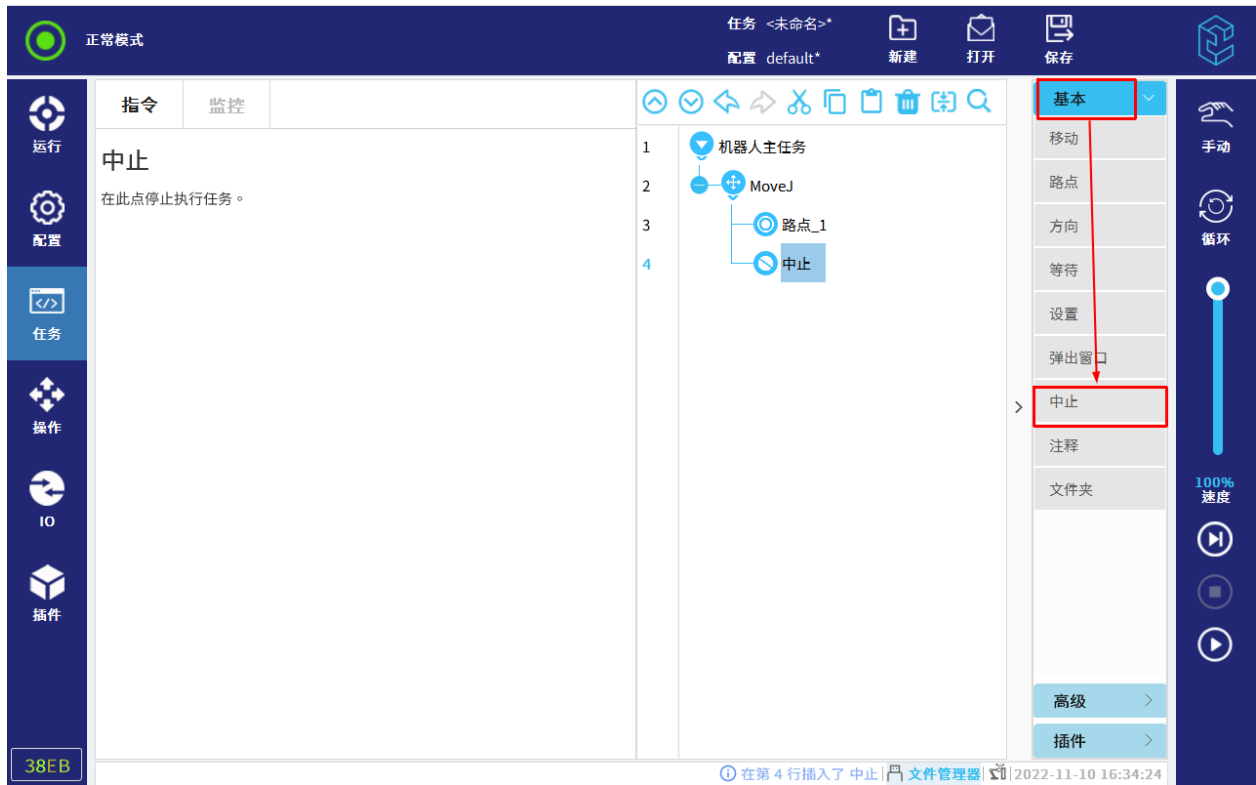 正常模式
任务 <未命名>*
配置 default*
新建
打开
保存
运行
配置
任务
操作
IO
插件
38EB
指令
监控
中止
在此点停止执行任务。
1 机器人主任务
2 MoveJ
3 路点_1
4 中止
基本
移动
路点
方向
等待
设置
弹出窗口
中止
注释
文件夹
高级
插件
手动
循环
100%
速度
在第 4 行插入了 中止 文件管理器 2022-11-10 16:34:24